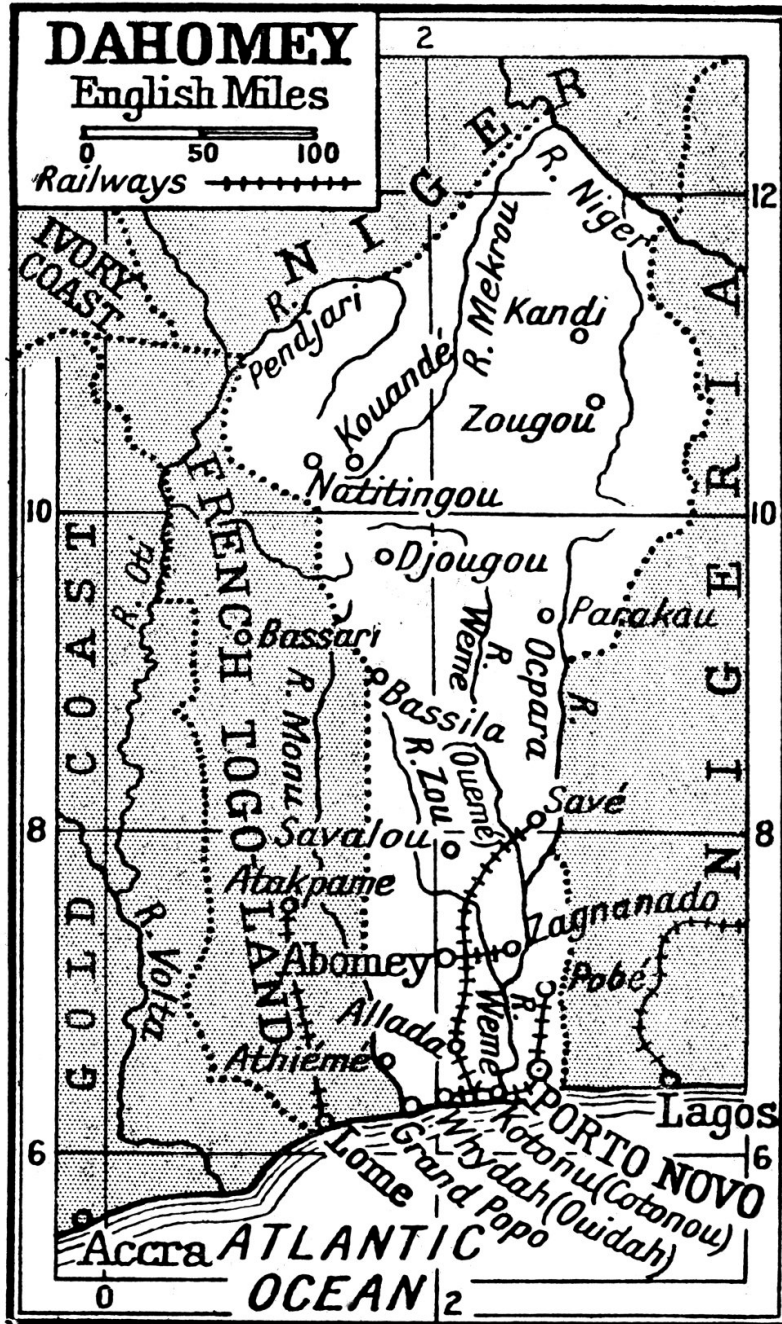 DAHOMEY
English Miles
0 50 100
Railways
2
NIGER
R. Niger
12
12
IVORY
COAST
R.
Pendjari
R. Mekrou
Kandi
Kouandé
Zougou
Natitingou
NIGERIA
10
10
FRENCH TOGO-LAND
Djougou
R. Oti
Bassari
R. Weme
(Ouemé)
Parakau
Ocpara R.
GOLD COAST
R. Monu
Bassila
R. Zou
Savé
8
8
Savalou
Atakpame
R. Volta
Zagnanado
Abomey
Pobé
Allada
R.
Weme
Athiémé
Lagos
PORTO NOVO
Kotonu (Cotonou)
Whydah (Ouidah)
Grand Popo
Lome
6
6
Accra
ATLANTIC
OCEAN
0
2